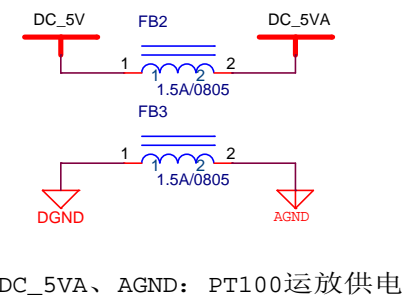 DC_5V FB2 DC_5VA
1 1 2 2
1.5A/0805
FB3
1 1 2 2
1.5A/0805
DGND AGND
DC_5VA、AGND: PT100运放供电